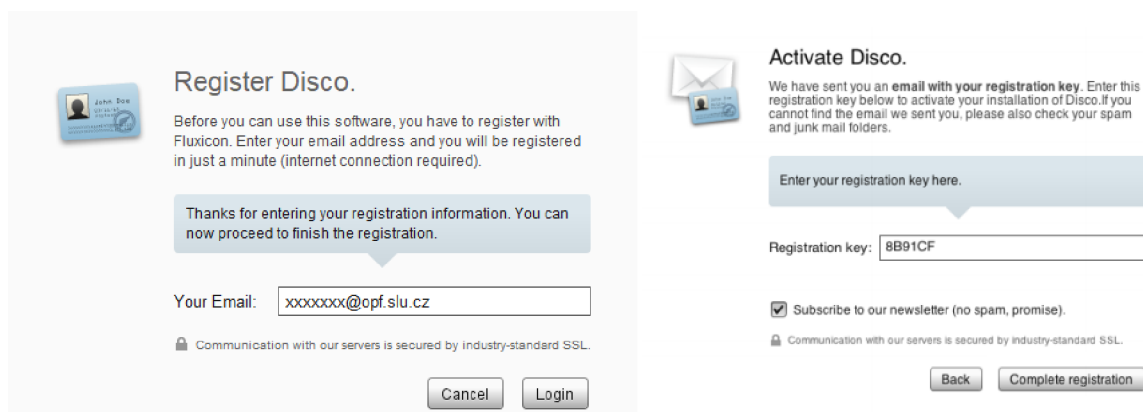 Register Disco.
Before you can use this software, you have to register with
Fluxicon. Enter your email address and you will be registered
in just a minute (internet connection required).
Thanks for entering your registration information. You can
now proceed to finish the registration.
Your Email: xxxxxxx@opf.slu.cz
Communication with our servers is secured by industry-standard SSL.
Cancel Login
Activate Disco.
We have sent you an email with your registration key. Enter this
registration key below to activate your installation of Disco.If you
cannot find the email we sent you, please also check your spam
and junk mail folders.
Enter your registration key here.
Registration key: 8B91CF
Subscribe to our newsletter (no spam, promise).
Communication with our servers is secured by industry-standard SSL.
Back Complete registration
John Doe